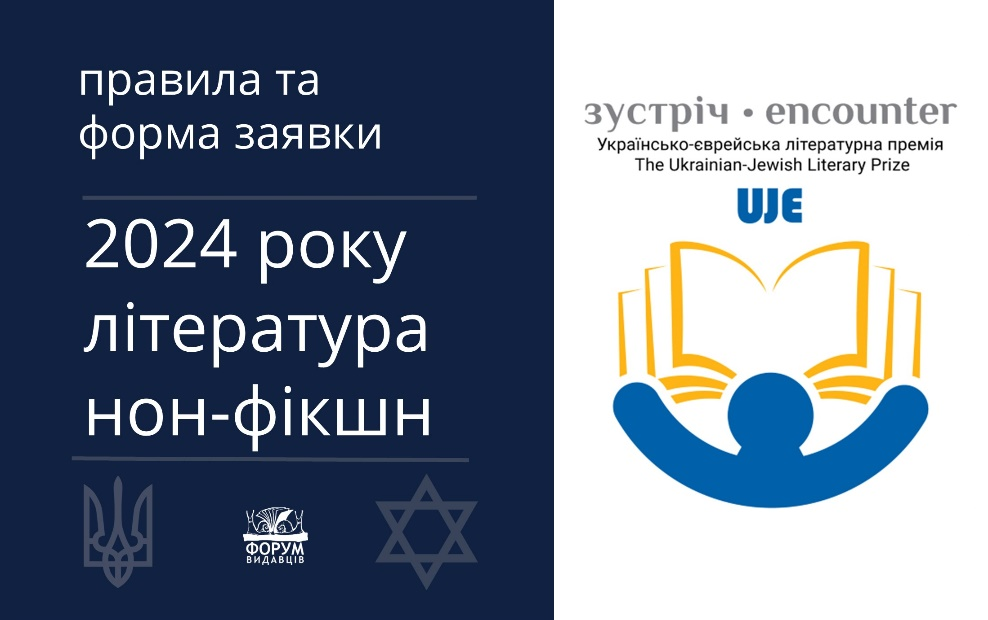 правила та
форма заявки
2024 року
література
нон-фікшн
ФОРУМ
ВИДАВЦІВ
зустріч • encounter
Українсько-єврейська літературна премія
The Ukrainian-Jewish Literary Prize
UJE